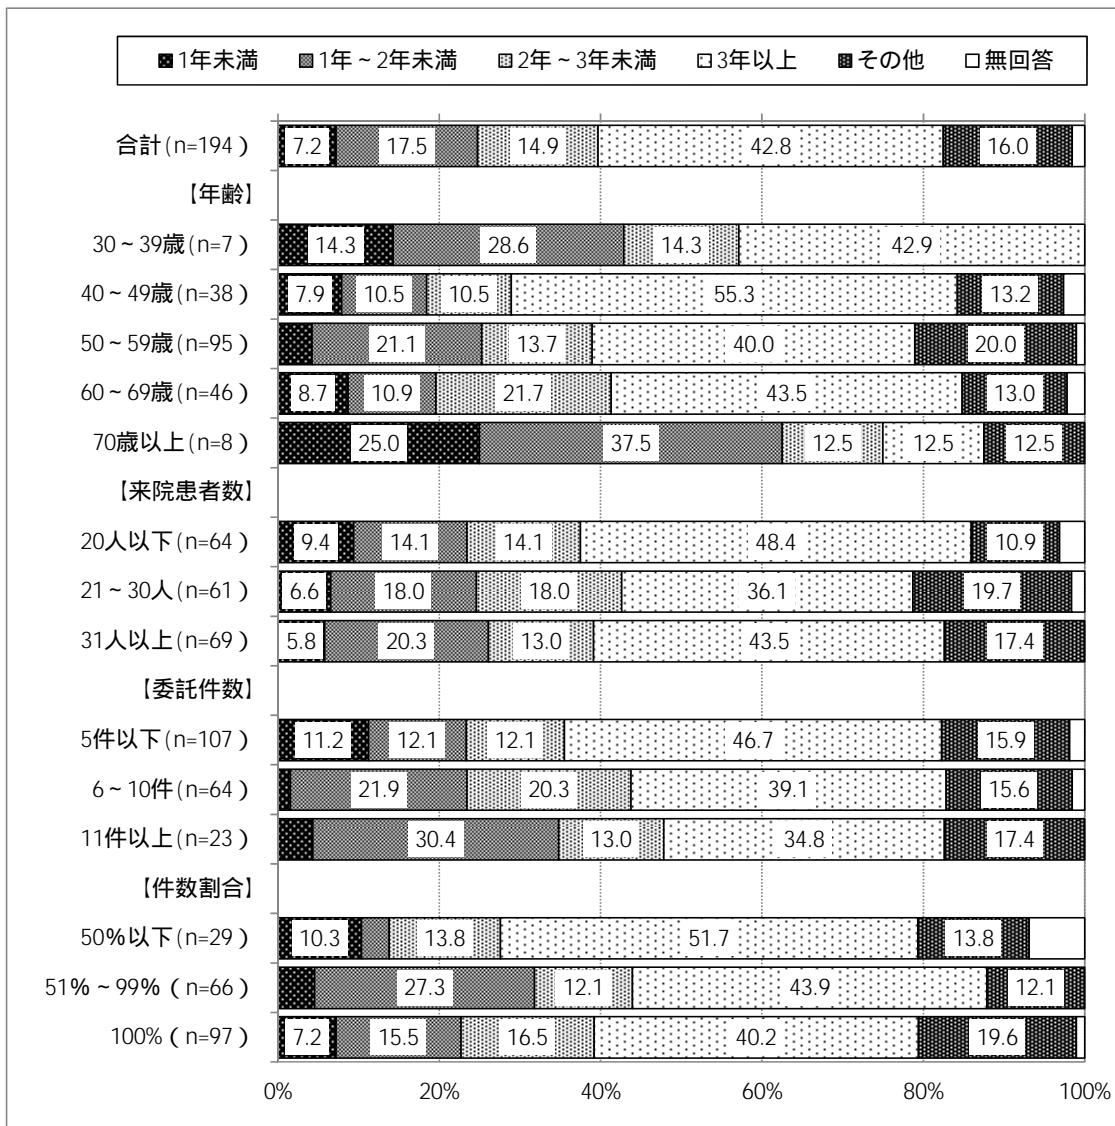 1年未満 1年～2年未満 2年～3年未満 3年以上 その他 無回答
合計(n=194) 7.2 17.5 14.9 42.8 16.0
【年齢】
30～39歳(n=7) 14.3 28.6 14.3 42.9
40～49歳(n=38) 7.9 10.5 10.5 55.3 13.2
50～59歳(n=95) 21.1 13.7 40.0 20.0
60～69歳(n=46) 8.7 10.9 21.7 43.5 13.0
70歳以上(n=8) 25.0 37.5 12.5 12.5 12.5
【来院患者数】
20人以下(n=64) 9.4 14.1 14.1 48.4 10.9
21～30人(n=61) 6.6 18.0 18.0 36.1 19.7
31人以上(n=69) 5.8 20.3 13.0 43.5 17.4
【委託件数】
5件以下(n=107) 11.2 12.1 12.1 46.7 15.9
6～10件(n=64) 21.9 20.3 39.1 15.6
11件以上(n=23) 30.4 13.0 34.8 17.4
【件数割合】
50%以下(n=29) 10.3 13.8 51.7 13.8
51%～99%(n=66) 27.3 12.1 43.9 12.1
100%(n=97) 7.2 15.5 16.5 40.2 19.6
0% 20% 40% 60% 80% 100%